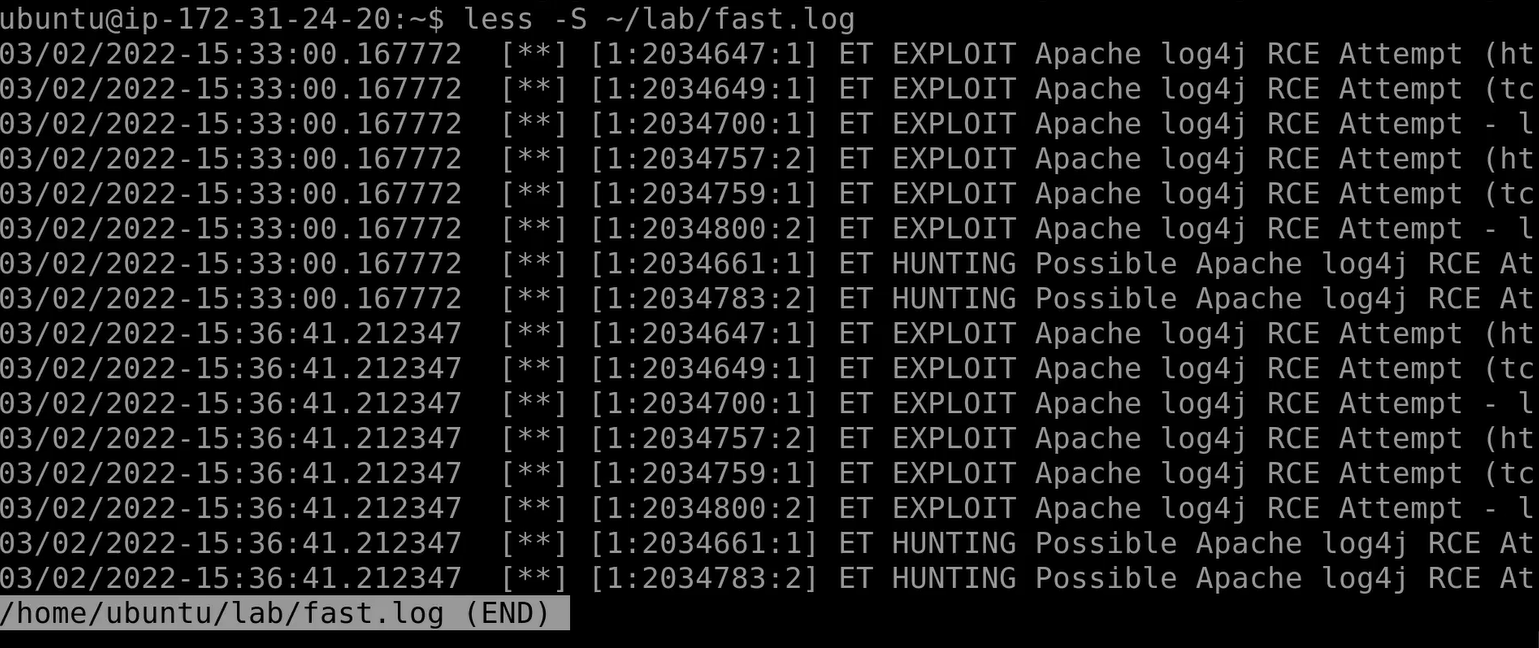 ubuntu@ip-172-31-24-20:~$ less -S ~/lab/fast.log
03/02/2022-15:33:00.167772  [**] [1:2034647:1] ET EXPLOIT Apache log4j RCE Attempt (ht
03/02/2022-15:33:00.167772  [**] [1:2034649:1] ET EXPLOIT Apache log4j RCE Attempt (tc
03/02/2022-15:33:00.167772  [**] [1:2034700:1] ET EXPLOIT Apache log4j RCE Attempt - l
03/02/2022-15:33:00.167772  [**] [1:2034757:2] ET EXPLOIT Apache log4j RCE Attempt (ht
03/02/2022-15:33:00.167772  [**] [1:2034759:1] ET EXPLOIT Apache log4j RCE Attempt (tc
03/02/2022-15:33:00.167772  [**] [1:2034800:2] ET EXPLOIT Apache log4j RCE Attempt - l
03/02/2022-15:33:00.167772  [**] [1:2034661:1] ET HUNTING Possible Apache log4j RCE At
03/02/2022-15:33:00.167772  [**] [1:2034783:2] ET HUNTING Possible Apache log4j RCE At
03/02/2022-15:36:41.212347  [**] [1:2034647:1] ET EXPLOIT Apache log4j RCE Attempt (ht
03/02/2022-15:36:41.212347  [**] [1:2034649:1] ET EXPLOIT Apache log4j RCE Attempt (tc
03/02/2022-15:36:41.212347  [**] [1:2034700:1] ET EXPLOIT Apache log4j RCE Attempt - l
03/02/2022-15:36:41.212347  [**] [1:2034757:2] ET EXPLOIT Apache log4j RCE Attempt (ht
03/02/2022-15:36:41.212347  [**] [1:2034759:1] ET EXPLOIT Apache log4j RCE Attempt (tc
03/02/2022-15:36:41.212347  [**] [1:2034800:2] ET EXPLOIT Apache log4j RCE Attempt - l
03/02/2022-15:36:41.212347  [**] [1:2034661:1] ET HUNTING Possible Apache log4j RCE At
03/02/2022-15:36:41.212347  [**] [1:2034783:2] ET HUNTING Possible Apache log4j RCE At
/home/ubuntu/lab/fast.log (END)